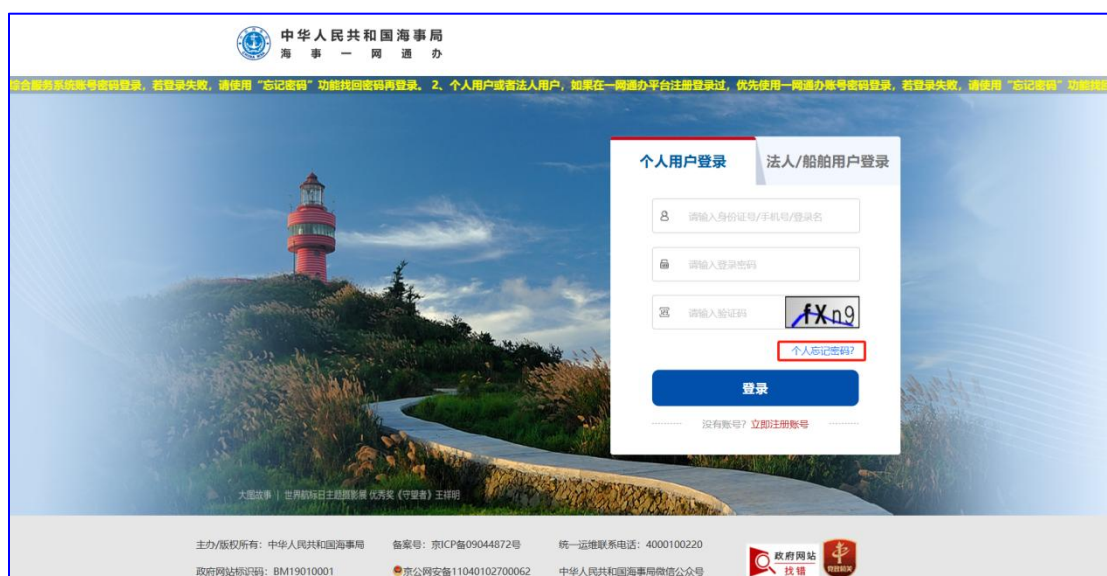 中华人民共和国海事局
海事一网通办
综合服务系统账号密码登录，若登录失败，请使用“忘记密码”功能找回密码再登录。 2、个人用户或者法人用户，如果在一网通办平台注册登录过，优先使用一网通办账号密码登录，若登录失败，请使用“忘记密码”功能找回
个人用户登录
法人/船舶用户登录
请输入身份证号/手机号/登录名
请输入登录密码
请输入验证码
fXn9
个人忘记密码?
登录
没有账号? 立即注册账号
大图故事 | 世界航标日主题摄影展 优秀奖《守望者》王祥明
主办/版权所有：中华人民共和国海事局 备案号：京ICP备09044872号 统一运维联系电话：4000100220
政府网站标识码：BM19010001 京公网安备11040102700062 中华人民共和国海事局微信公众号
政府网站
找错
党政机关